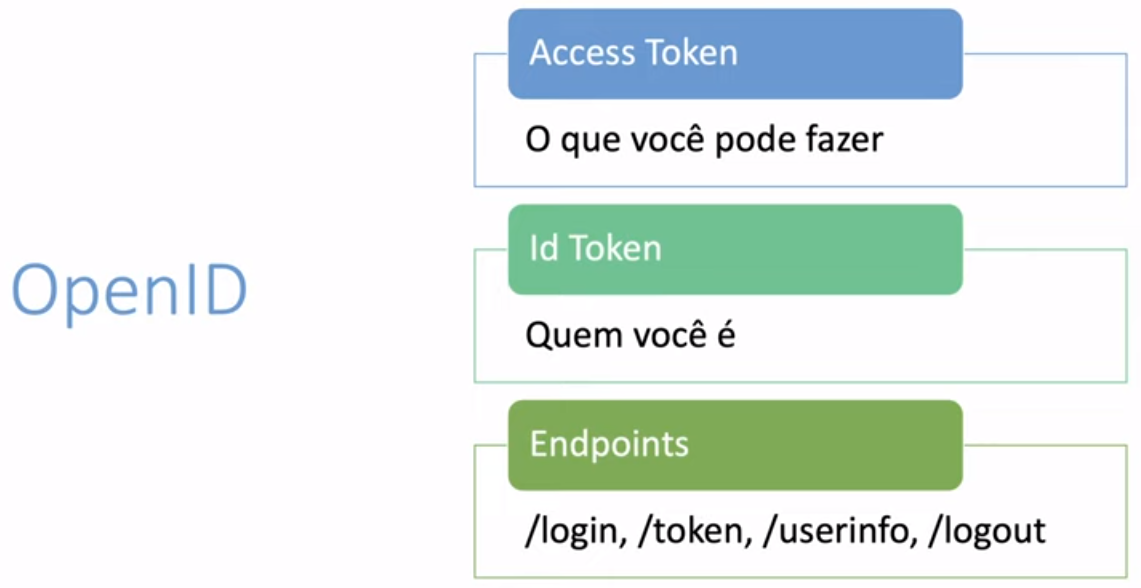 OpenID
Access Token
O que você pode fazer
Id Token
Quem você é
Endpoints
/login, /token, /userinfo, /logout